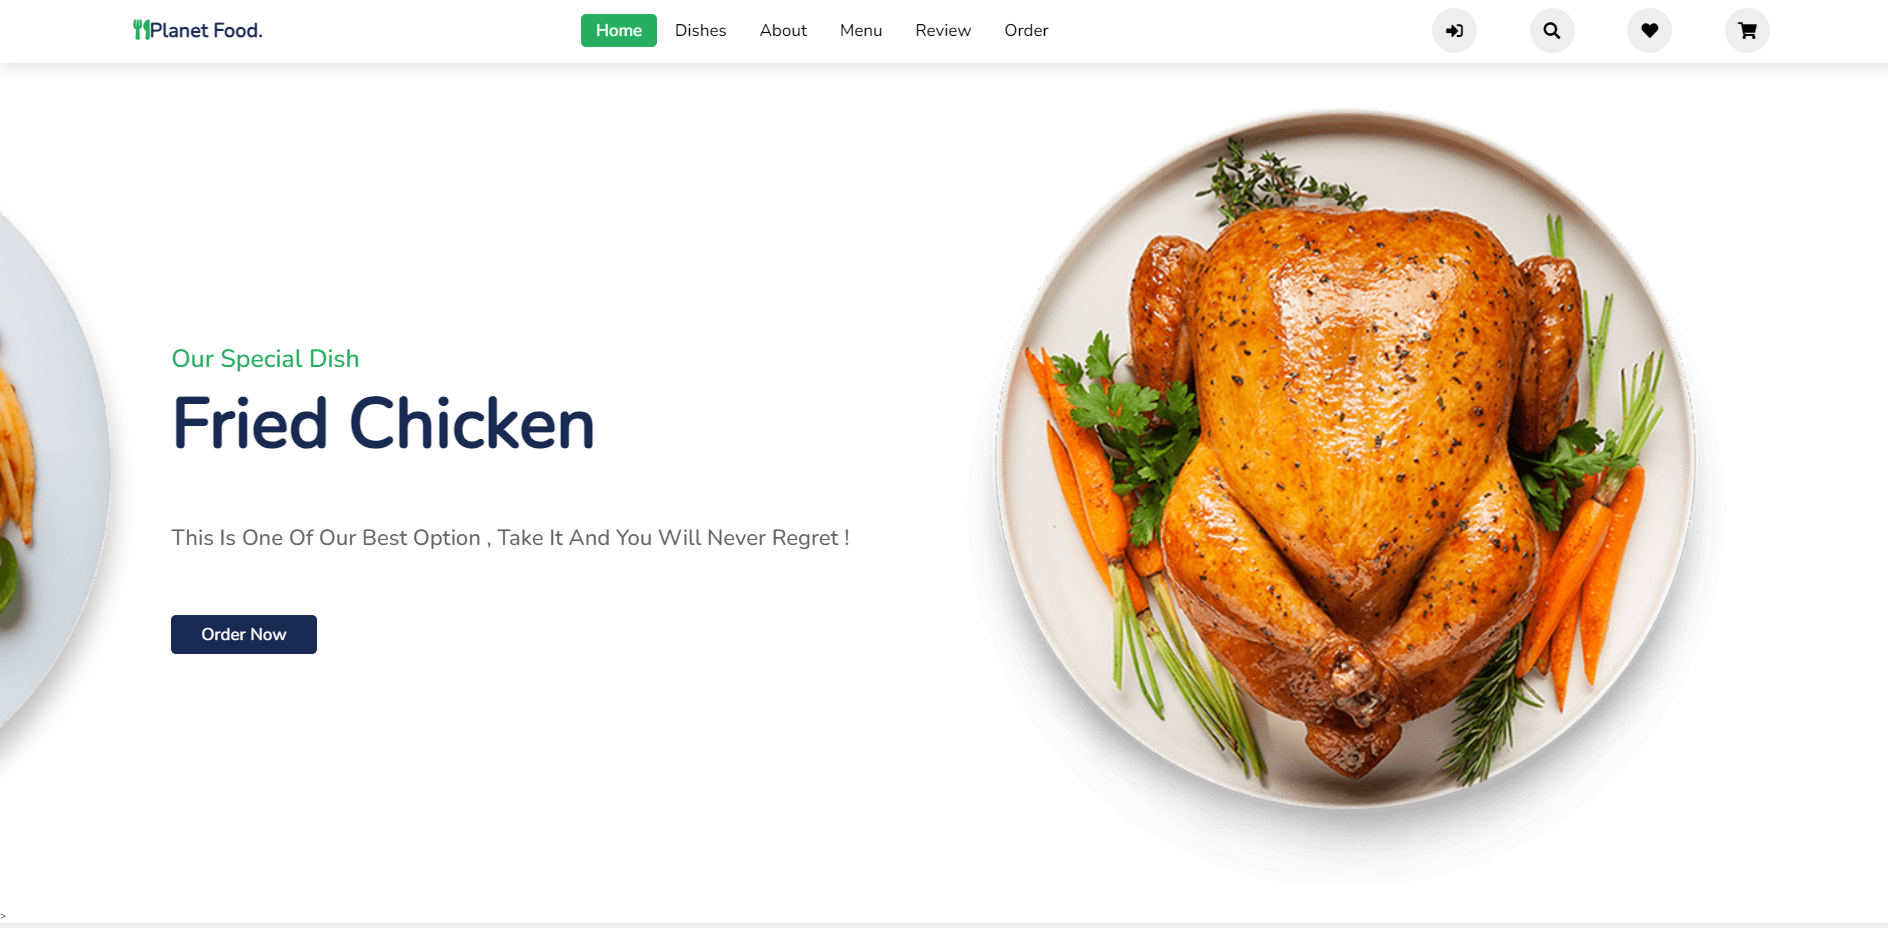 Planet Food.
Home Dishes About Menu Review Order
Our Special Dish
Fried Chicken
This Is One Of Our Best Option , Take It And You Will Never Regret !
Order Now
>